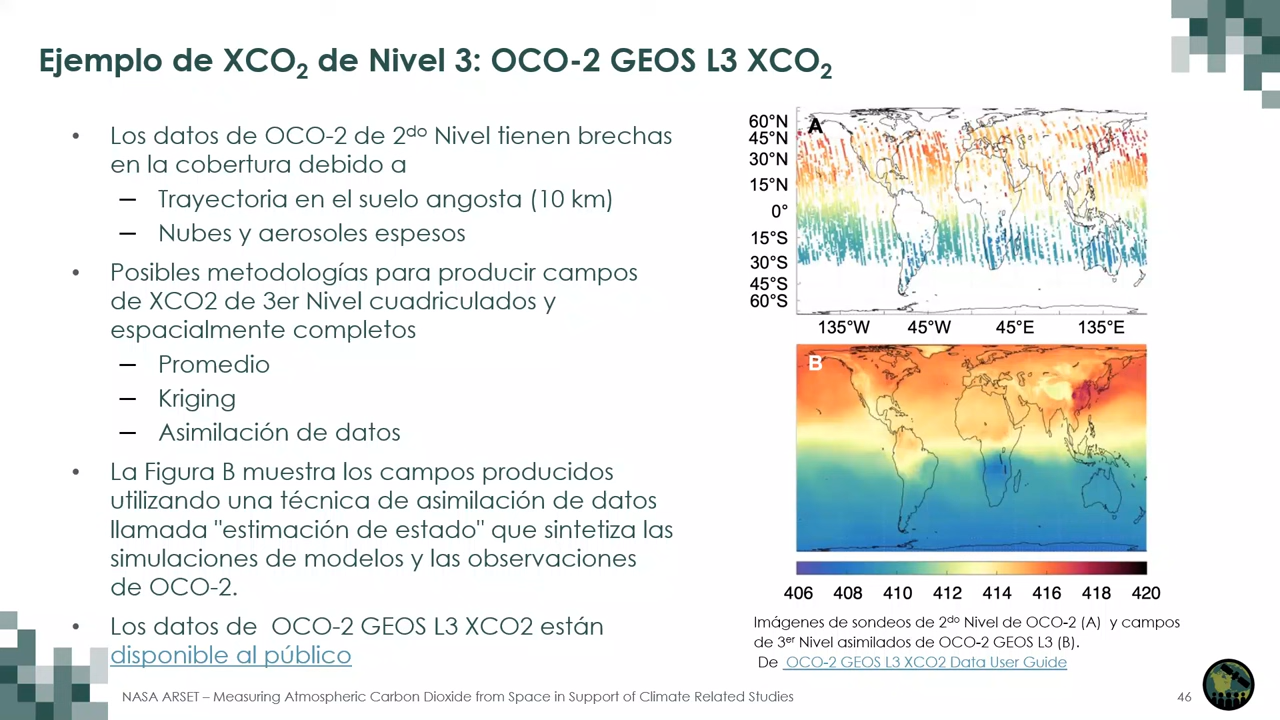 Ejemplo de XCO₂ de Nivel 3: OCO-2 GEOS L3 XCO₂
• Los datos de OCO-2 de 2ᵈᵒ Nivel tienen brechas
en la cobertura debido a
– Trayectoria en el suelo angosta (10 km)
– Nubes y aerosoles espesos
• Posibles metodologías para producir campos
de XCO2 de 3er Nivel cuadriculados y
espacialmente completos
– Promedio
– Kriging
– Asimilación de datos
• La Figura B muestra los campos producidos
utilizando una técnica de asimilación de datos
llamada "estimación de estado" que sintetiza las
simulaciones de modelos y las observaciones
de OCO-2.
• Los datos de  OCO-2 GEOS L3 XCO2 están
disponible al público
A
60°N
45°N
30°N
15°N
0°
15°S
30°S
45°S
60°S
135°W 45°W 45°E 135°E
B
406 408 410 412 414 416 418 420
Imágenes de sondeos de 2ᵈᵒ Nivel de OCO-2 (A)  y campos
de 3ᵉʳ Nivel asimilados de OCO-2 GEOS L3 (B).
De  OCO-2 GEOS L3 XCO2 Data User Guide
NASA ARSET – Measuring Atmospheric Carbon Dioxide from Space in Support of Climate Related Studies
46